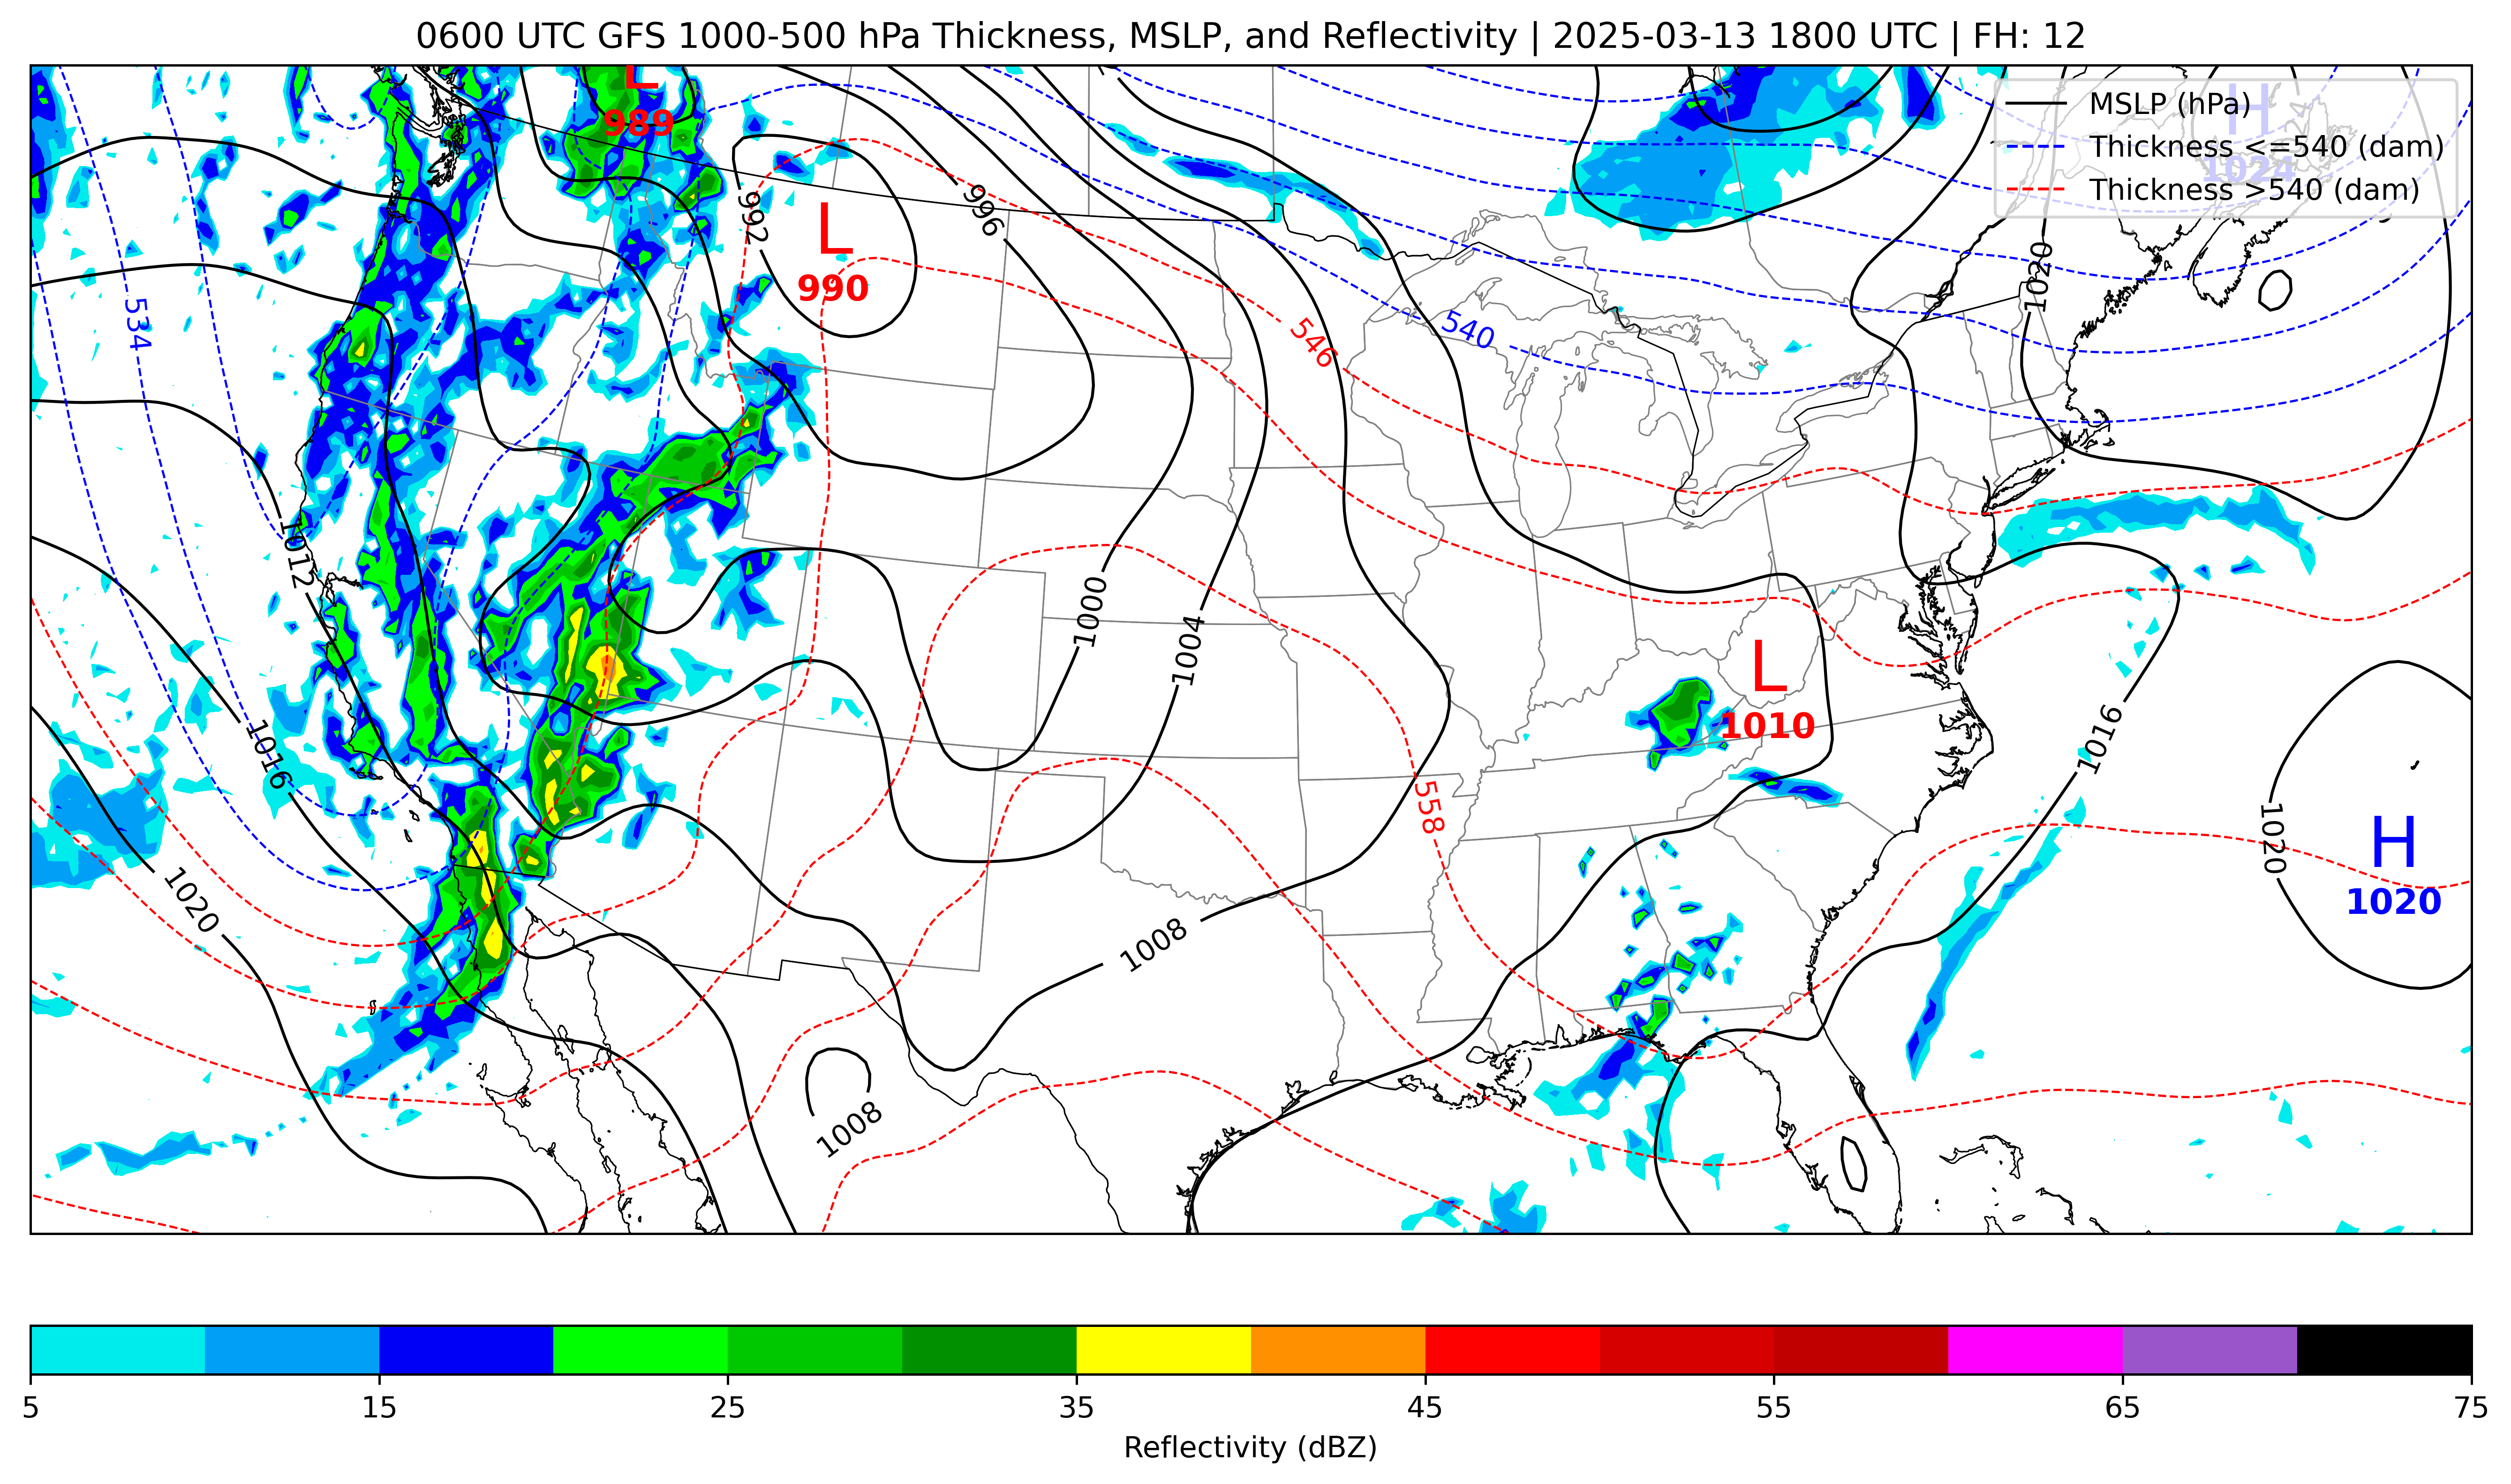 0600 UTC GFS 1000-500 hPa Thickness, MSLP, and Reflectivity | 2025-03-13 1800 UTC | FH: 12
MSLP (hPa)
Thickness <=540 (dam)
Thickness >540 (dam)
H
1024
L
989
L
990
992
996
1020
534
546
540
1012
1000
1004
L
1010
1016
1016
558
1020
H
1020
1020
1008
1008
5 15 25 35 45 55 65 75
Reflectivity (dBZ)